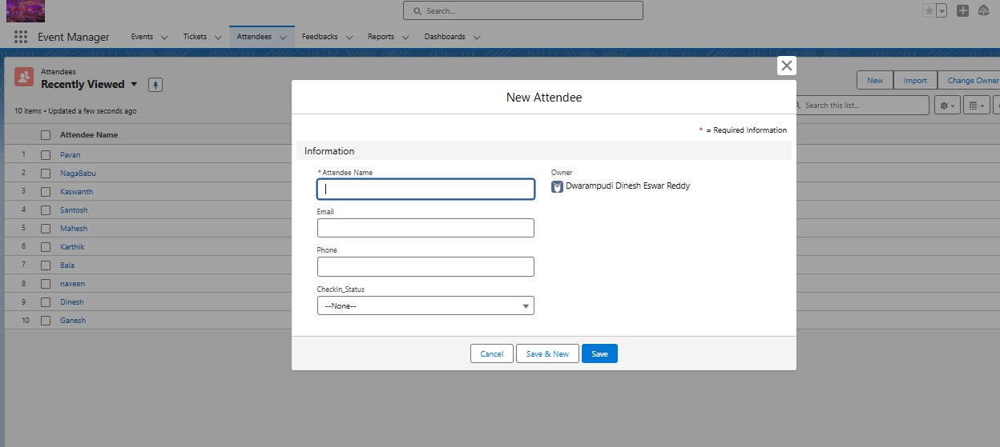 Search...
Event Manager Events Tickets Attendees Feedbacks Reports Dashboards
Attendees
Recently Viewed
New Import Change Owner
10 items • Updated a few seconds ago
Search this list...
Attendee Name
1 Pavan
2 NagaBabu
3 Kaswanth
4 Santosh
5 Mahesh
6 Karthik
7 Bala
8 naveen
9 Dinesh
10 Ganesh
New Attendee
* = Required Information
Information
*Attendee Name
Owner
Dwarampudi Dinesh Eswar Reddy
Email
Phone
CheckIn_Status
--None--
Cancel Save & New Save